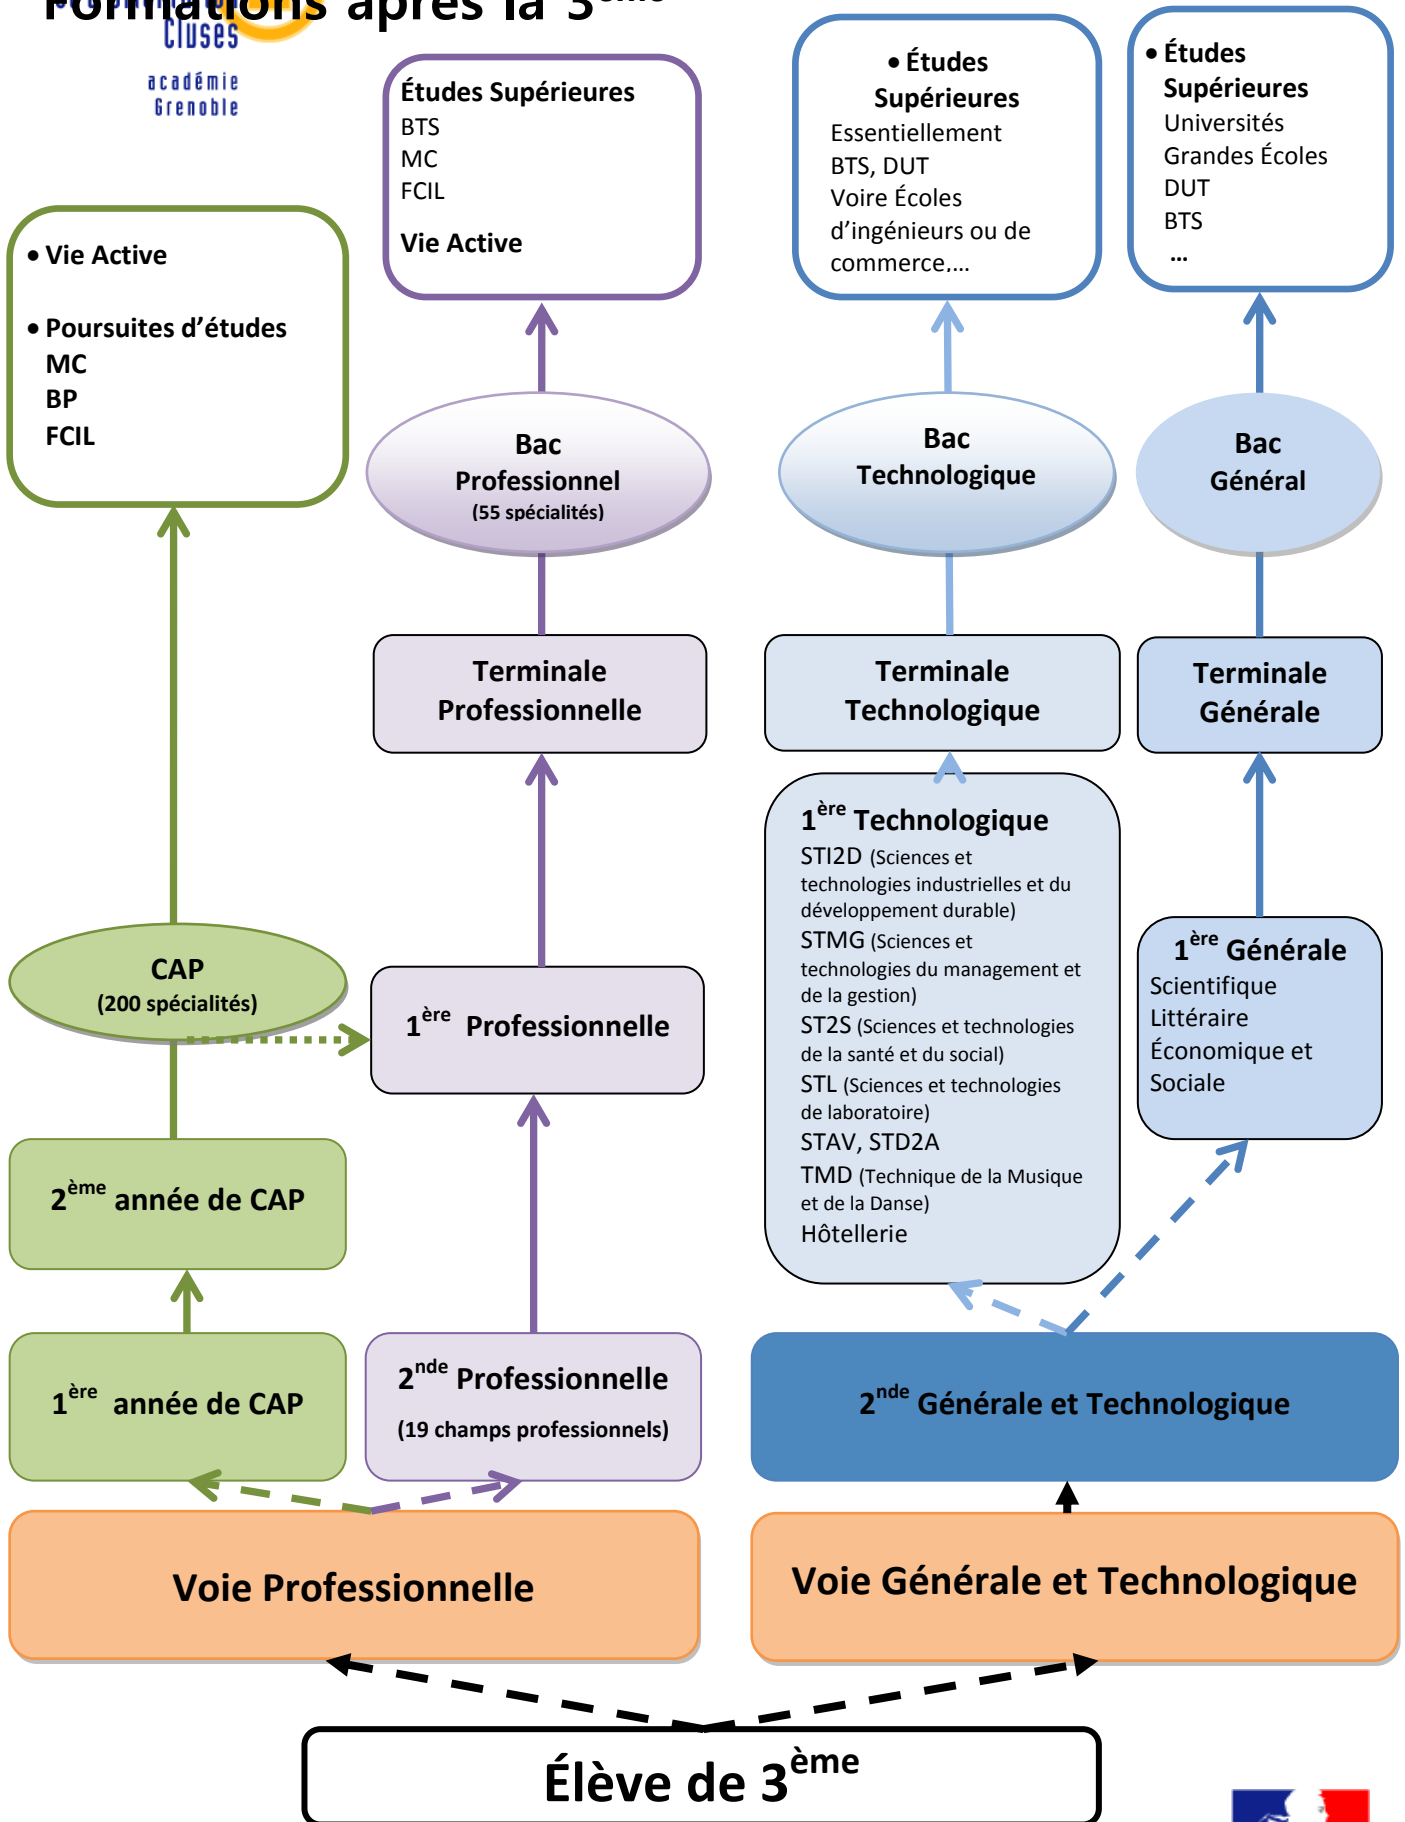 Formations après la 3ème
Cluses
académie
Grenoble
Études Supérieures
BTS
MC
FCIL
Vie Active
• Études
Supérieures
Essentiellement
BTS, DUT
Voire Écoles
d’ingénieurs ou de
commerce,…
• Études
Supérieures
Universités
Grandes Écoles
DUT
BTS
…
• Vie Active
• Poursuites d’études
MC
BP
FCIL
Bac
Professionnel
(55 spécialités)
Bac
Technologique
Bac
Général
Terminale
Professionnelle
Terminale
Technologique
Terminale
Générale
1ère Technologique
STI2D (Sciences et
technologies industrielles et du
développement durable)
STMG (Sciences et
technologies du management et
de la gestion)
ST2S (Sciences et technologies
de la santé et du social)
STL (Sciences et technologies
de laboratoire)
STAV, STD2A
TMD (Technique de la Musique
et de la Danse)
Hôtellerie
1ère Générale
Scientifique
Littéraire
Économique et
Sociale
CAP
(200 spécialités)
1ère Professionnelle
2ème année de CAP
1ère année de CAP
2nde Professionnelle
(19 champs professionnels)
2nde Générale et Technologique
Voie Professionnelle
Voie Générale et Technologique
Élève de 3ème